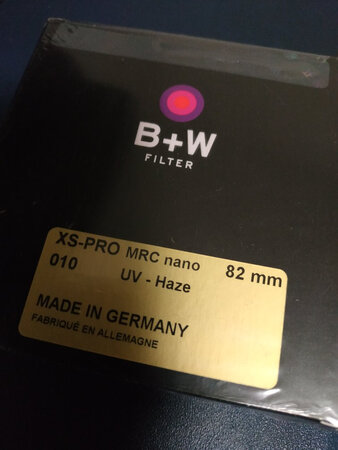 B+W
FILTER
XS-PRO MRC nano 82 mm
010 UV - Haze
MADE IN GERMANY
FABRIQUÉ EN ALLEMAGNE